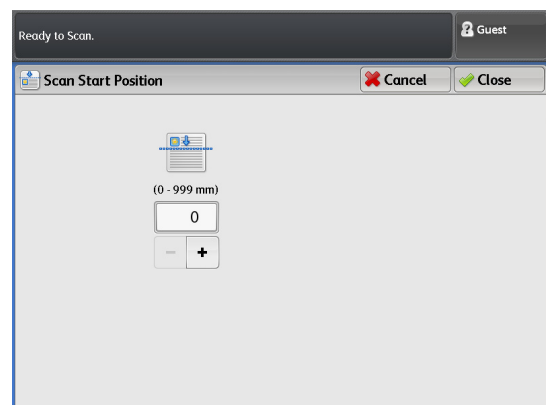 Ready to Scan.
Guest
Scan Start Position
Cancel
Close
(0 - 999 mm)
0
− +